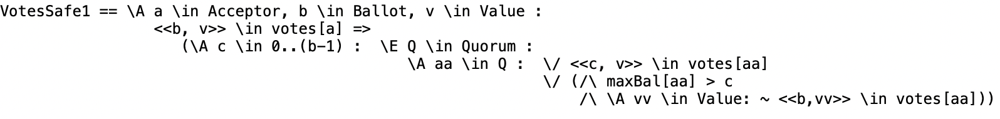 VotesSafe1 == \A a \in Acceptor, b \in Ballot, v \in Value :
<<b, v>> \in votes[a] =>
(\A c \in 0..(b-1) :  \E Q \in Quorum :
\A aa \in Q :  \/ <<c, v>> \in votes[aa]
\/ (/\ maxBal[aa] > c
/\ \A vv \in Value: ~ <<b,vv>> \in votes[aa]))